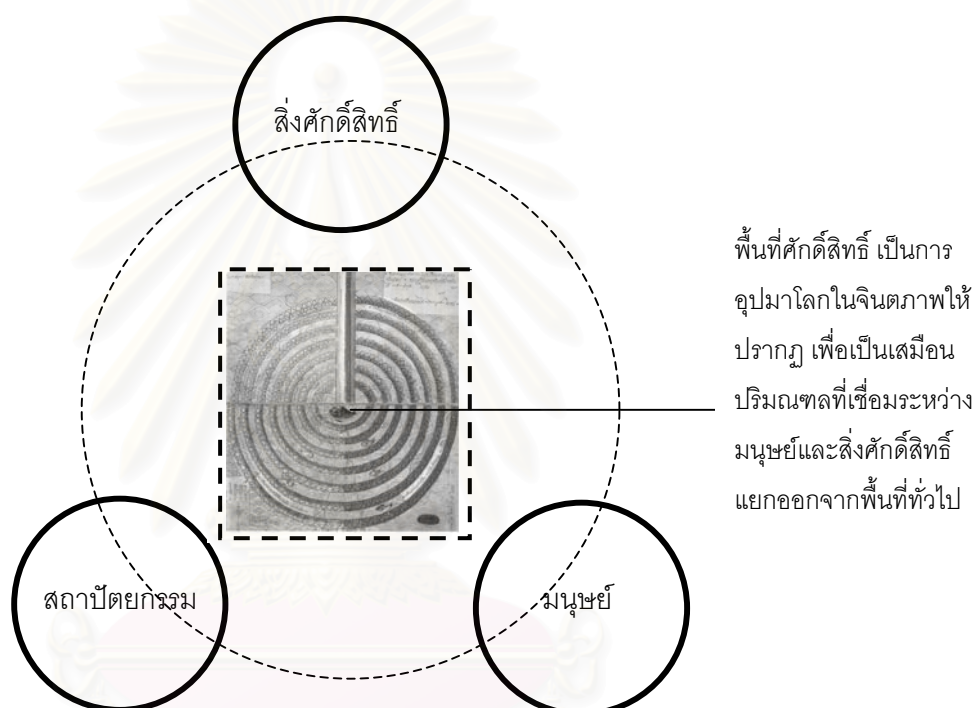 สิ่งศักดิ์สิทธิ์
พื้นที่ศักดิ์สิทธิ์ เป็นการ
อุปมาโลกในจินตภาพให้
ปรากฏ เพื่อเป็นเสมือน
ปริมณฑลที่เชื่อมระหว่าง
มนุษย์และสิ่งศักดิ์สิทธิ์
แยกออกจากพื้นที่ทั่วไป
สถาปัตยกรรม
มนุษย์